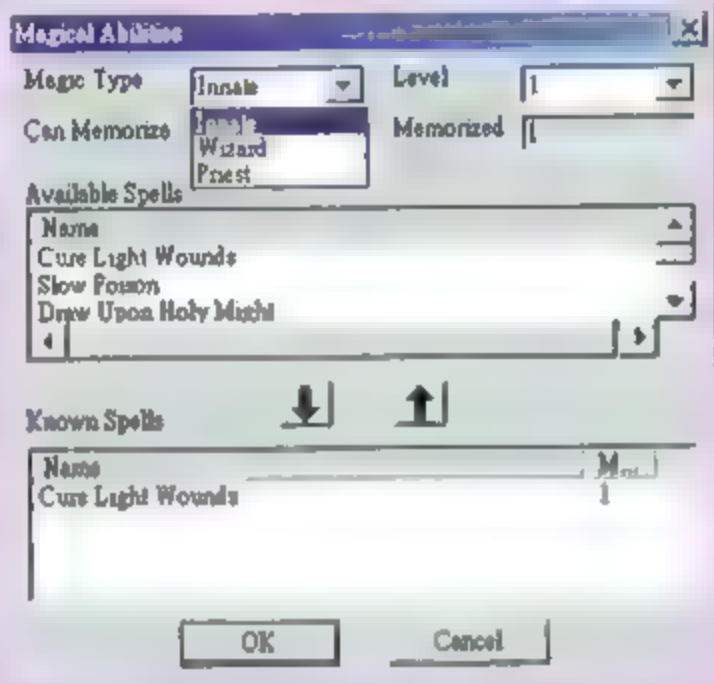 Magical Abilities
Magic Type Innate Level 1
Can Memorize Innate Memorized 1
Wizard
Priest
Available Spells
Name
Cure Light Wounds
Slow Poison
Draw Upon Holy Might
Known Spells
Name
Cure Light Wounds 1
OK Cancel